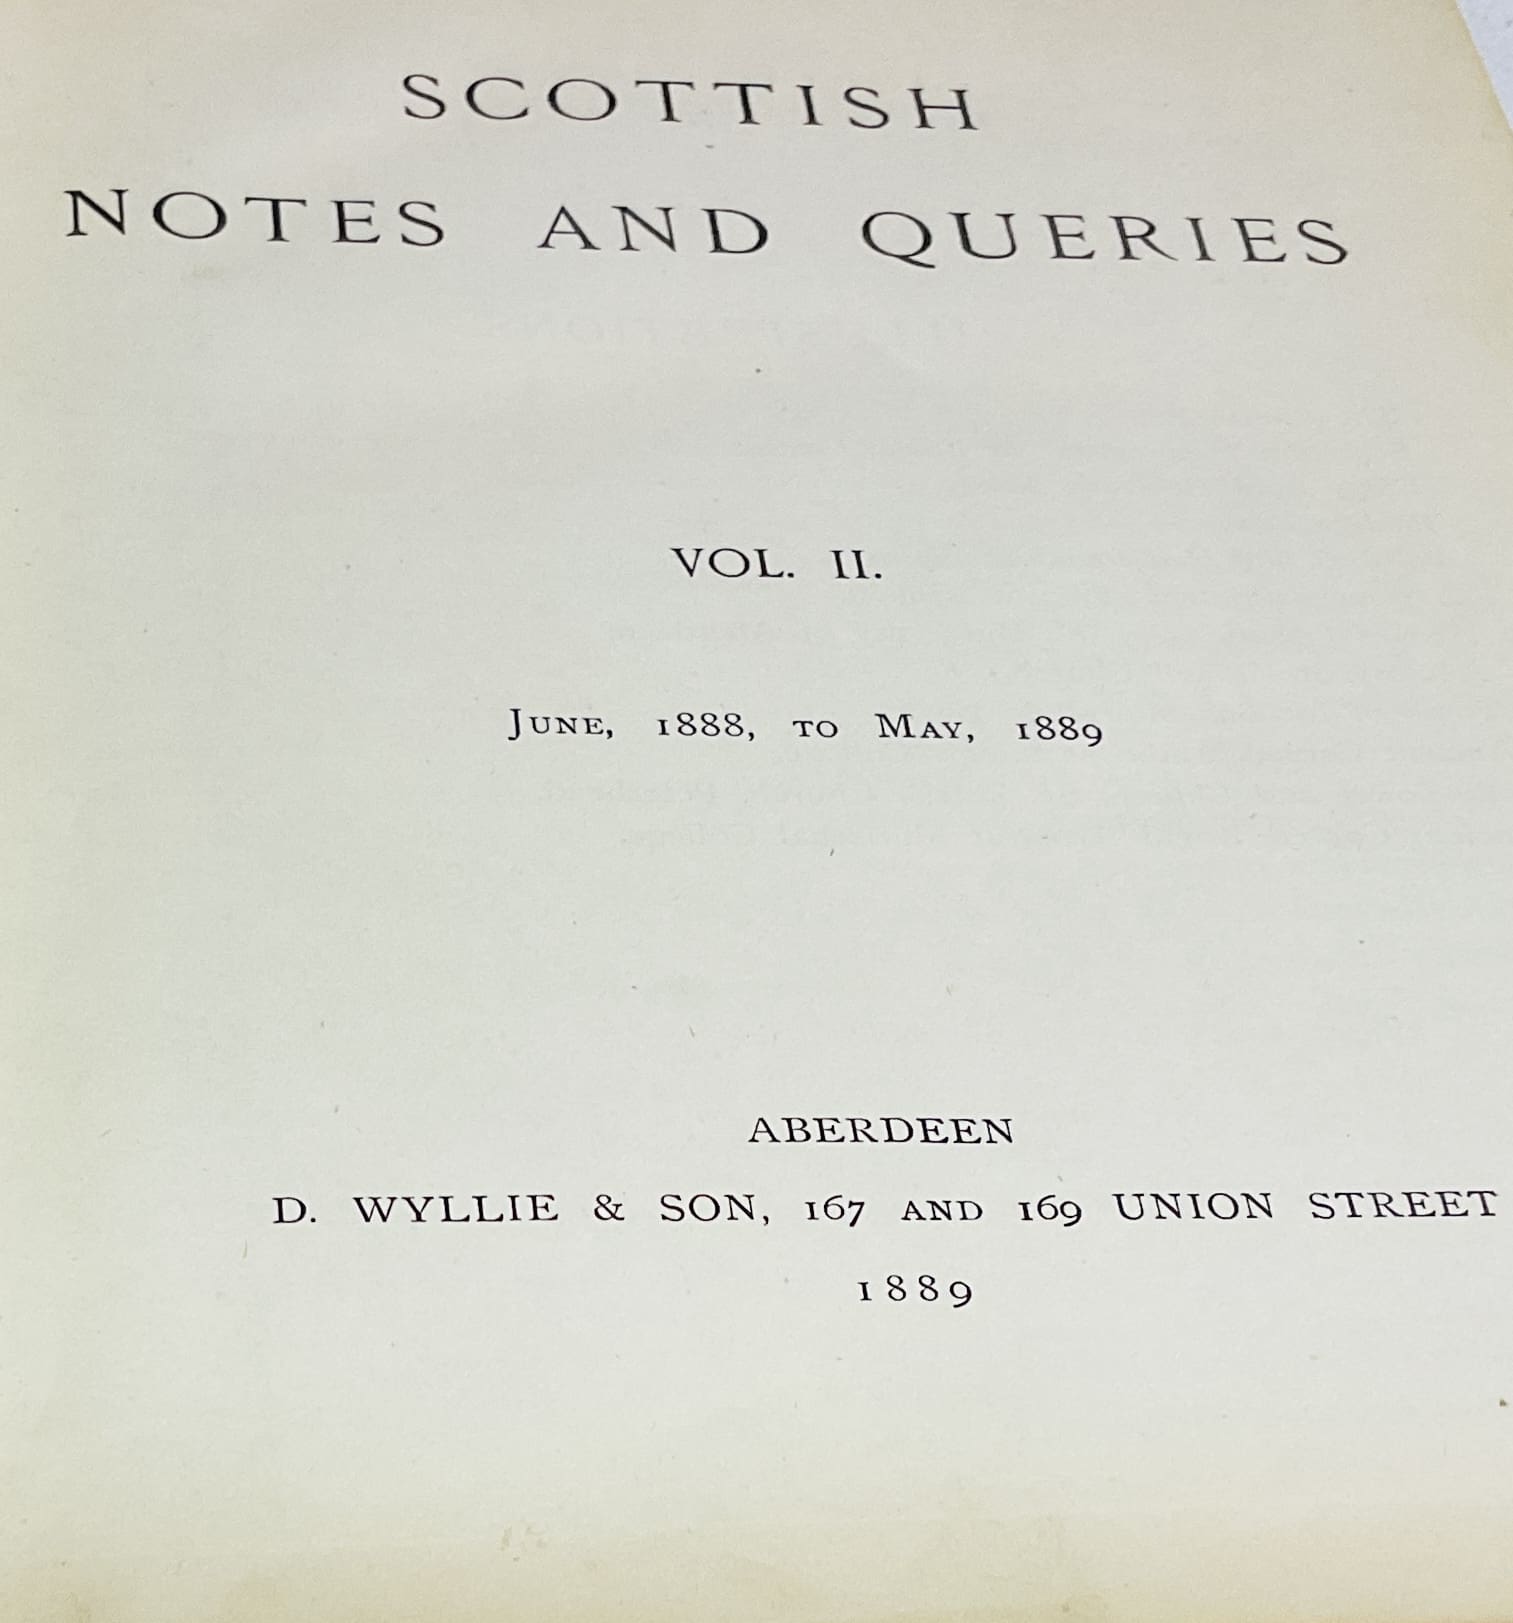 SCOTTISH
NOTES AND QUERIES
VOL. II.
June, 1888, to May, 1889
ABERDEEN
D. WYLLIE & SON, 167 AND 169 UNION STREET
1889